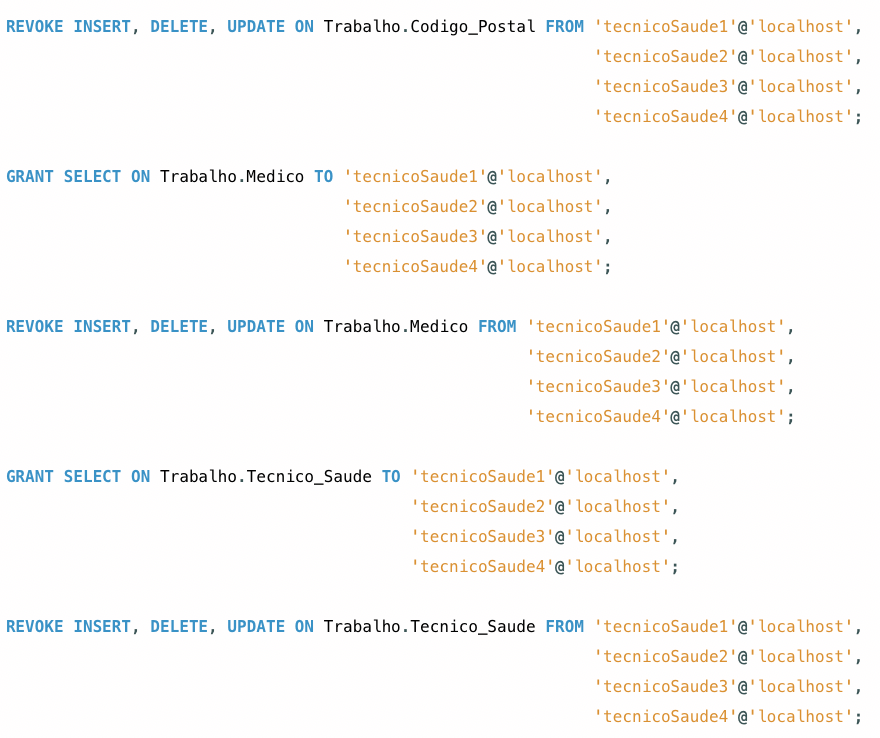 REVOKE INSERT, DELETE, UPDATE ON Trabalho.Codigo_Postal FROM 'tecnicoSaude1'@'localhost',
'tecnicoSaude2'@'localhost',
'tecnicoSaude3'@'localhost',
'tecnicoSaude4'@'localhost';
GRANT SELECT ON Trabalho.Medico TO 'tecnicoSaude1'@'localhost',
'tecnicoSaude2'@'localhost',
'tecnicoSaude3'@'localhost',
'tecnicoSaude4'@'localhost';
REVOKE INSERT, DELETE, UPDATE ON Trabalho.Medico FROM 'tecnicoSaude1'@'localhost',
'tecnicoSaude2'@'localhost',
'tecnicoSaude3'@'localhost',
'tecnicoSaude4'@'localhost';
GRANT SELECT ON Trabalho.Tecnico_Saude TO 'tecnicoSaude1'@'localhost',
'tecnicoSaude2'@'localhost',
'tecnicoSaude3'@'localhost',
'tecnicoSaude4'@'localhost';
REVOKE INSERT, DELETE, UPDATE ON Trabalho.Tecnico_Saude FROM 'tecnicoSaude1'@'localhost',
'tecnicoSaude2'@'localhost',
'tecnicoSaude3'@'localhost',
'tecnicoSaude4'@'localhost';